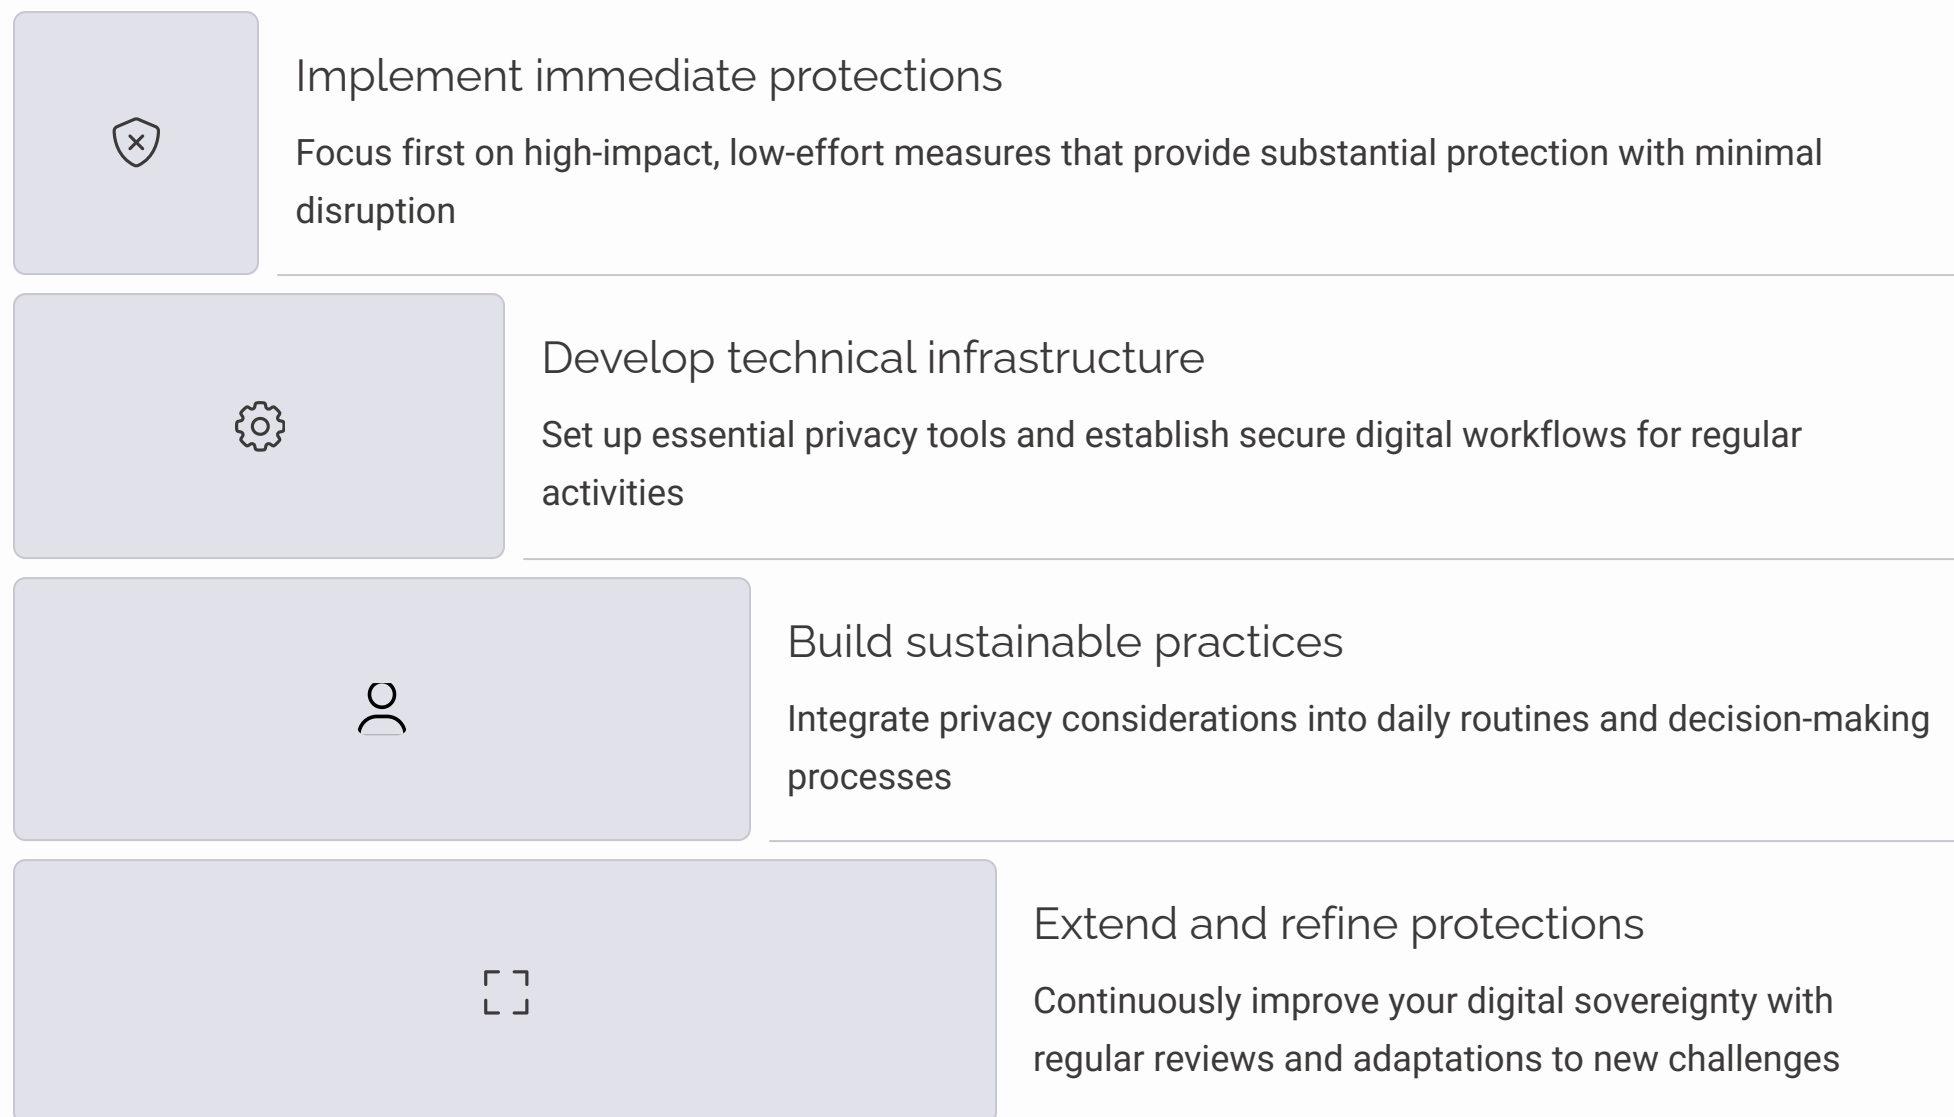 Implement immediate protections
Focus first on high-impact, low-effort measures that provide substantial protection with minimal
disruption
Develop technical infrastructure
Set up essential privacy tools and establish secure digital workflows for regular
activities
Build sustainable practices
Integrate privacy considerations into daily routines and decision-making
processes
Extend and refine protections
Continuously improve your digital sovereignty with
regular reviews and adaptations to new challenges